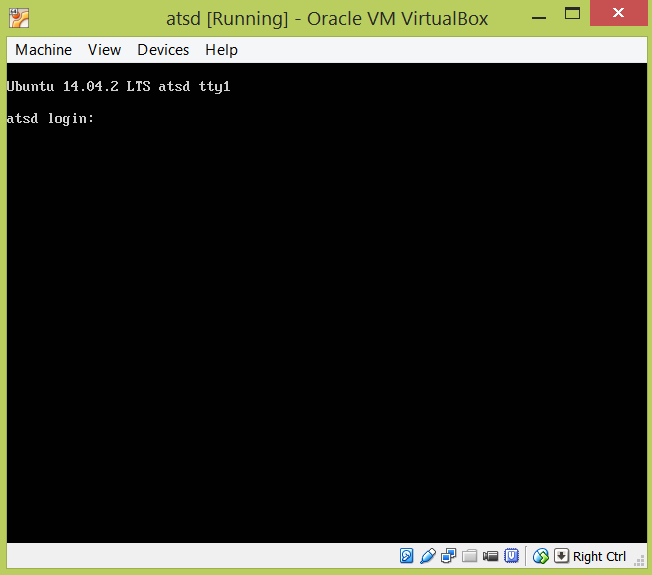 atsd [Running] - Oracle VM VirtualBox
Machine View Devices Help
Ubuntu 14.04.2 LTS atsd tty1
atsd login:
Right Ctrl